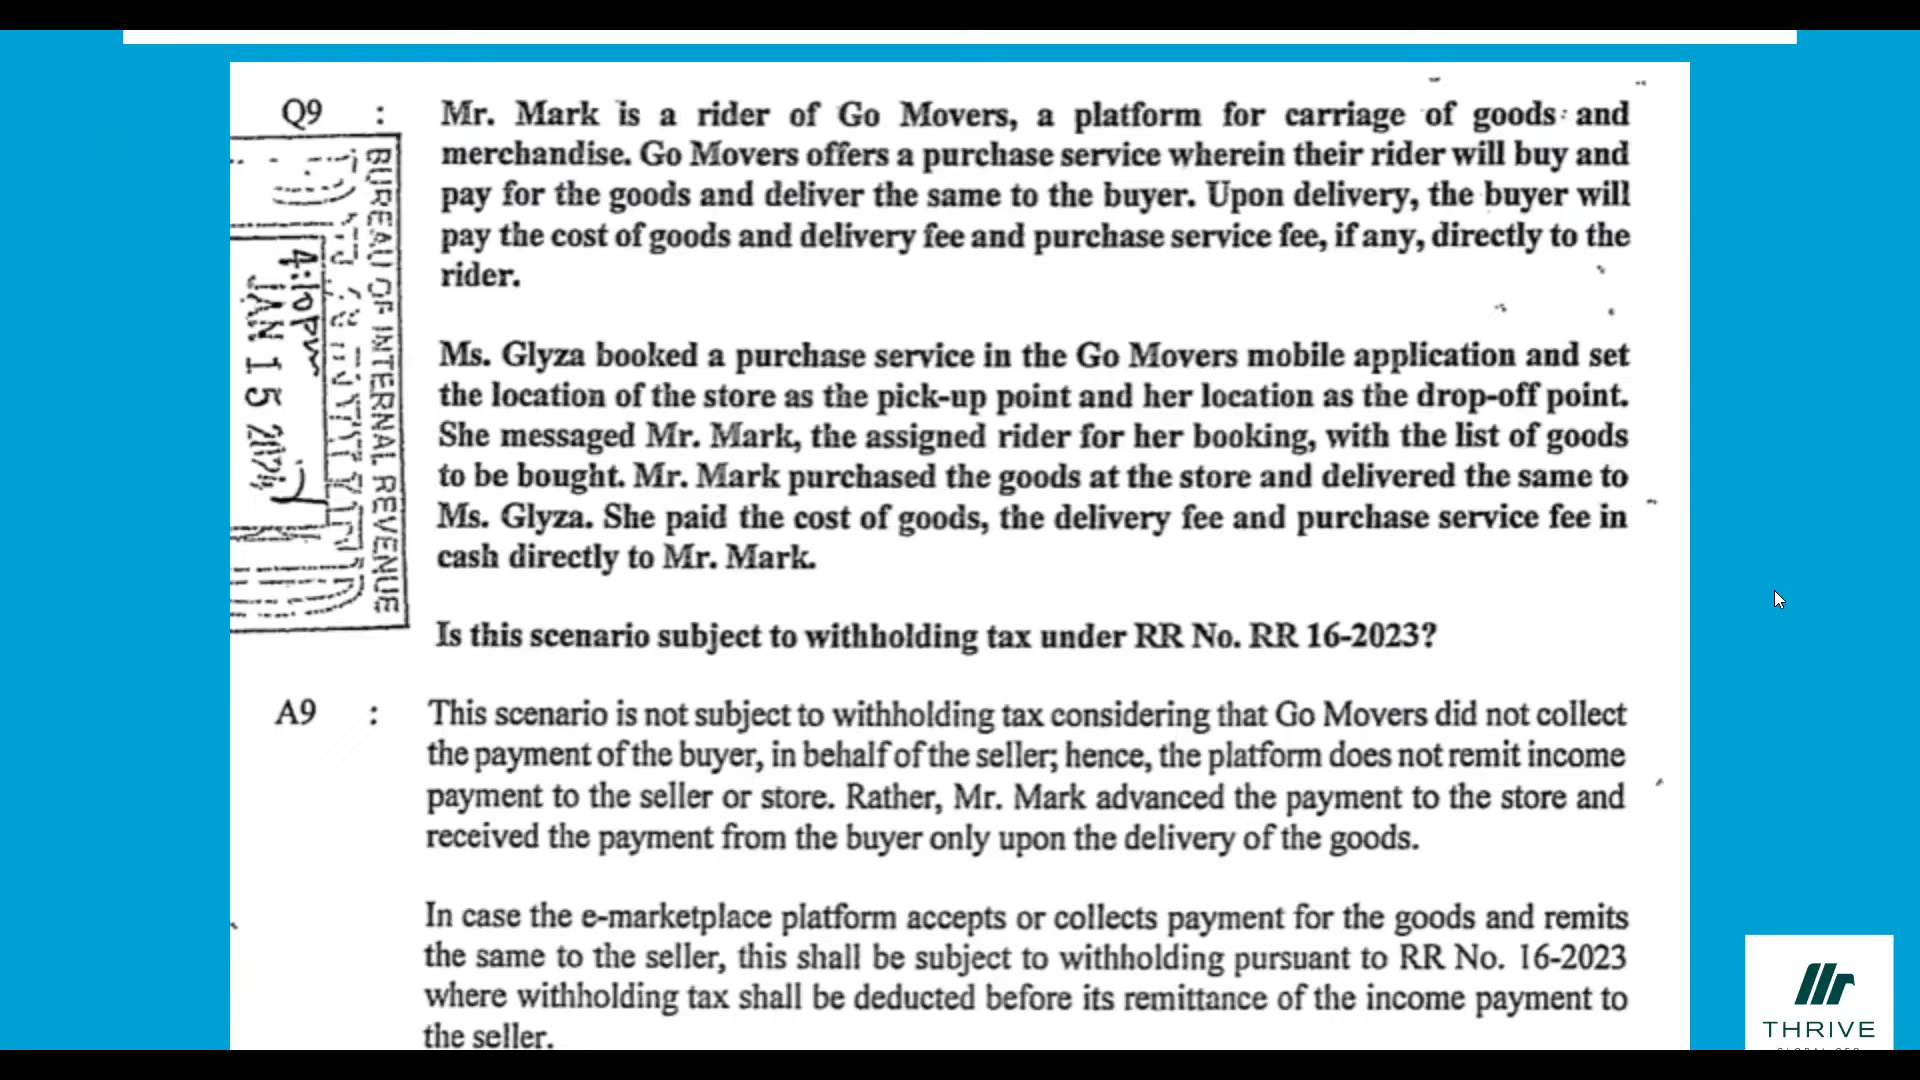 Q9 : Mr. Mark is a rider of Go Movers, a platform for carriage of goods and
merchandise. Go Movers offers a purchase service wherein their rider will buy and
pay for the goods and deliver the same to the buyer. Upon delivery, the buyer will
pay the cost of goods and delivery fee and purchase service fee, if any, directly to the
rider.
BUREAU OF INTERNAL REVENUE
4:10 pm
JAN 15 2024
Ms. Glyza booked a purchase service in the Go Movers mobile application and set
the location of the store as the pick-up point and her location as the drop-off point.
She messaged Mr. Mark, the assigned rider for her booking, with the list of goods
to be bought. Mr. Mark purchased the goods at the store and delivered the same to
Ms. Glyza. She paid the cost of goods, the delivery fee and purchase service fee in
cash directly to Mr. Mark.
Is this scenario subject to withholding tax under RR No. RR 16-2023?
A9 : This scenario is not subject to withholding tax considering that Go Movers did not collect
the payment of the buyer, in behalf of the seller; hence, the platform does not remit income
payment to the seller or store. Rather, Mr. Mark advanced the payment to the store and
received the payment from the buyer only upon the delivery of the goods.
In case the e-marketplace platform accepts or collects payment for the goods and remits
the same to the seller, this shall be subject to withholding pursuant to RR No. 16-2023
where withholding tax shall be deducted before its remittance of the income payment to
the seller.
THRIVE